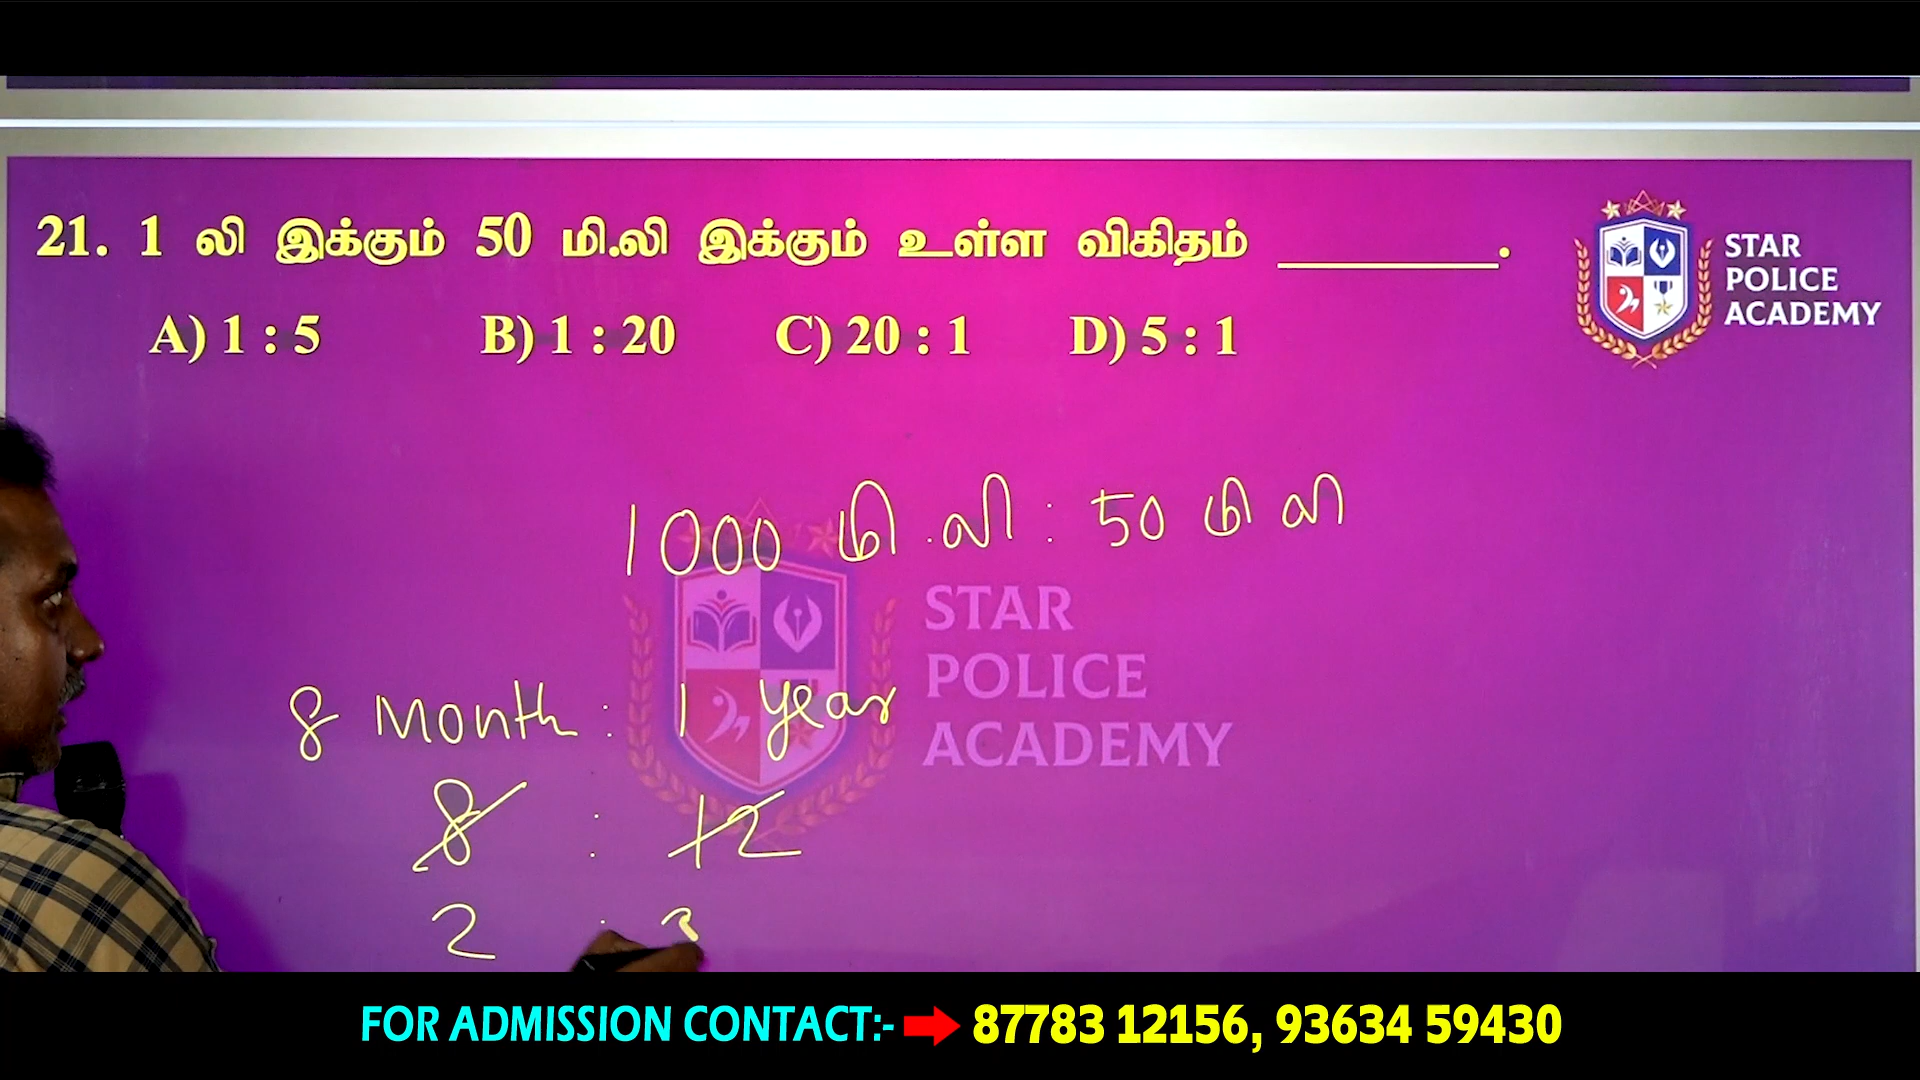 21. 1 லி இக்கும் 50 மி.லி இக்கும் உள்ள விகிதம் ________.
A) 1 : 5 B) 1 : 20 C) 20 : 1 D) 5 : 1
STAR
POLICE
ACADEMY
1000 மி.லி : 50 மி லி
STAR
POLICE
ACADEMY
8 month : 1 year
8 : 12
2 : 3
FOR ADMISSION CONTACT:- 87783 12156, 93634 59430